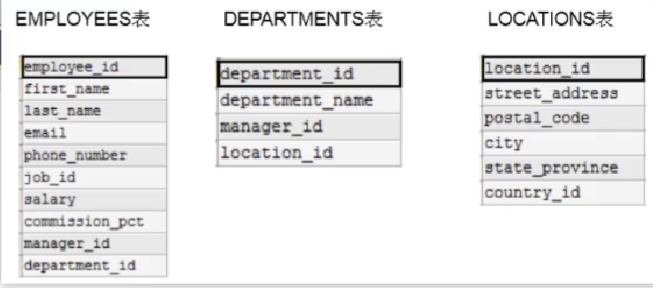 EMPLOYEES表
employee_id
first_name
last_name
email
phone_number
job_id
salary
commission_pct
manager_id
department_id
DEPARTMENTS表
department_id
department_name
manager_id
location_id
LOCATIONS表
location_id
street_address
postal_code
city
state_province
country_id